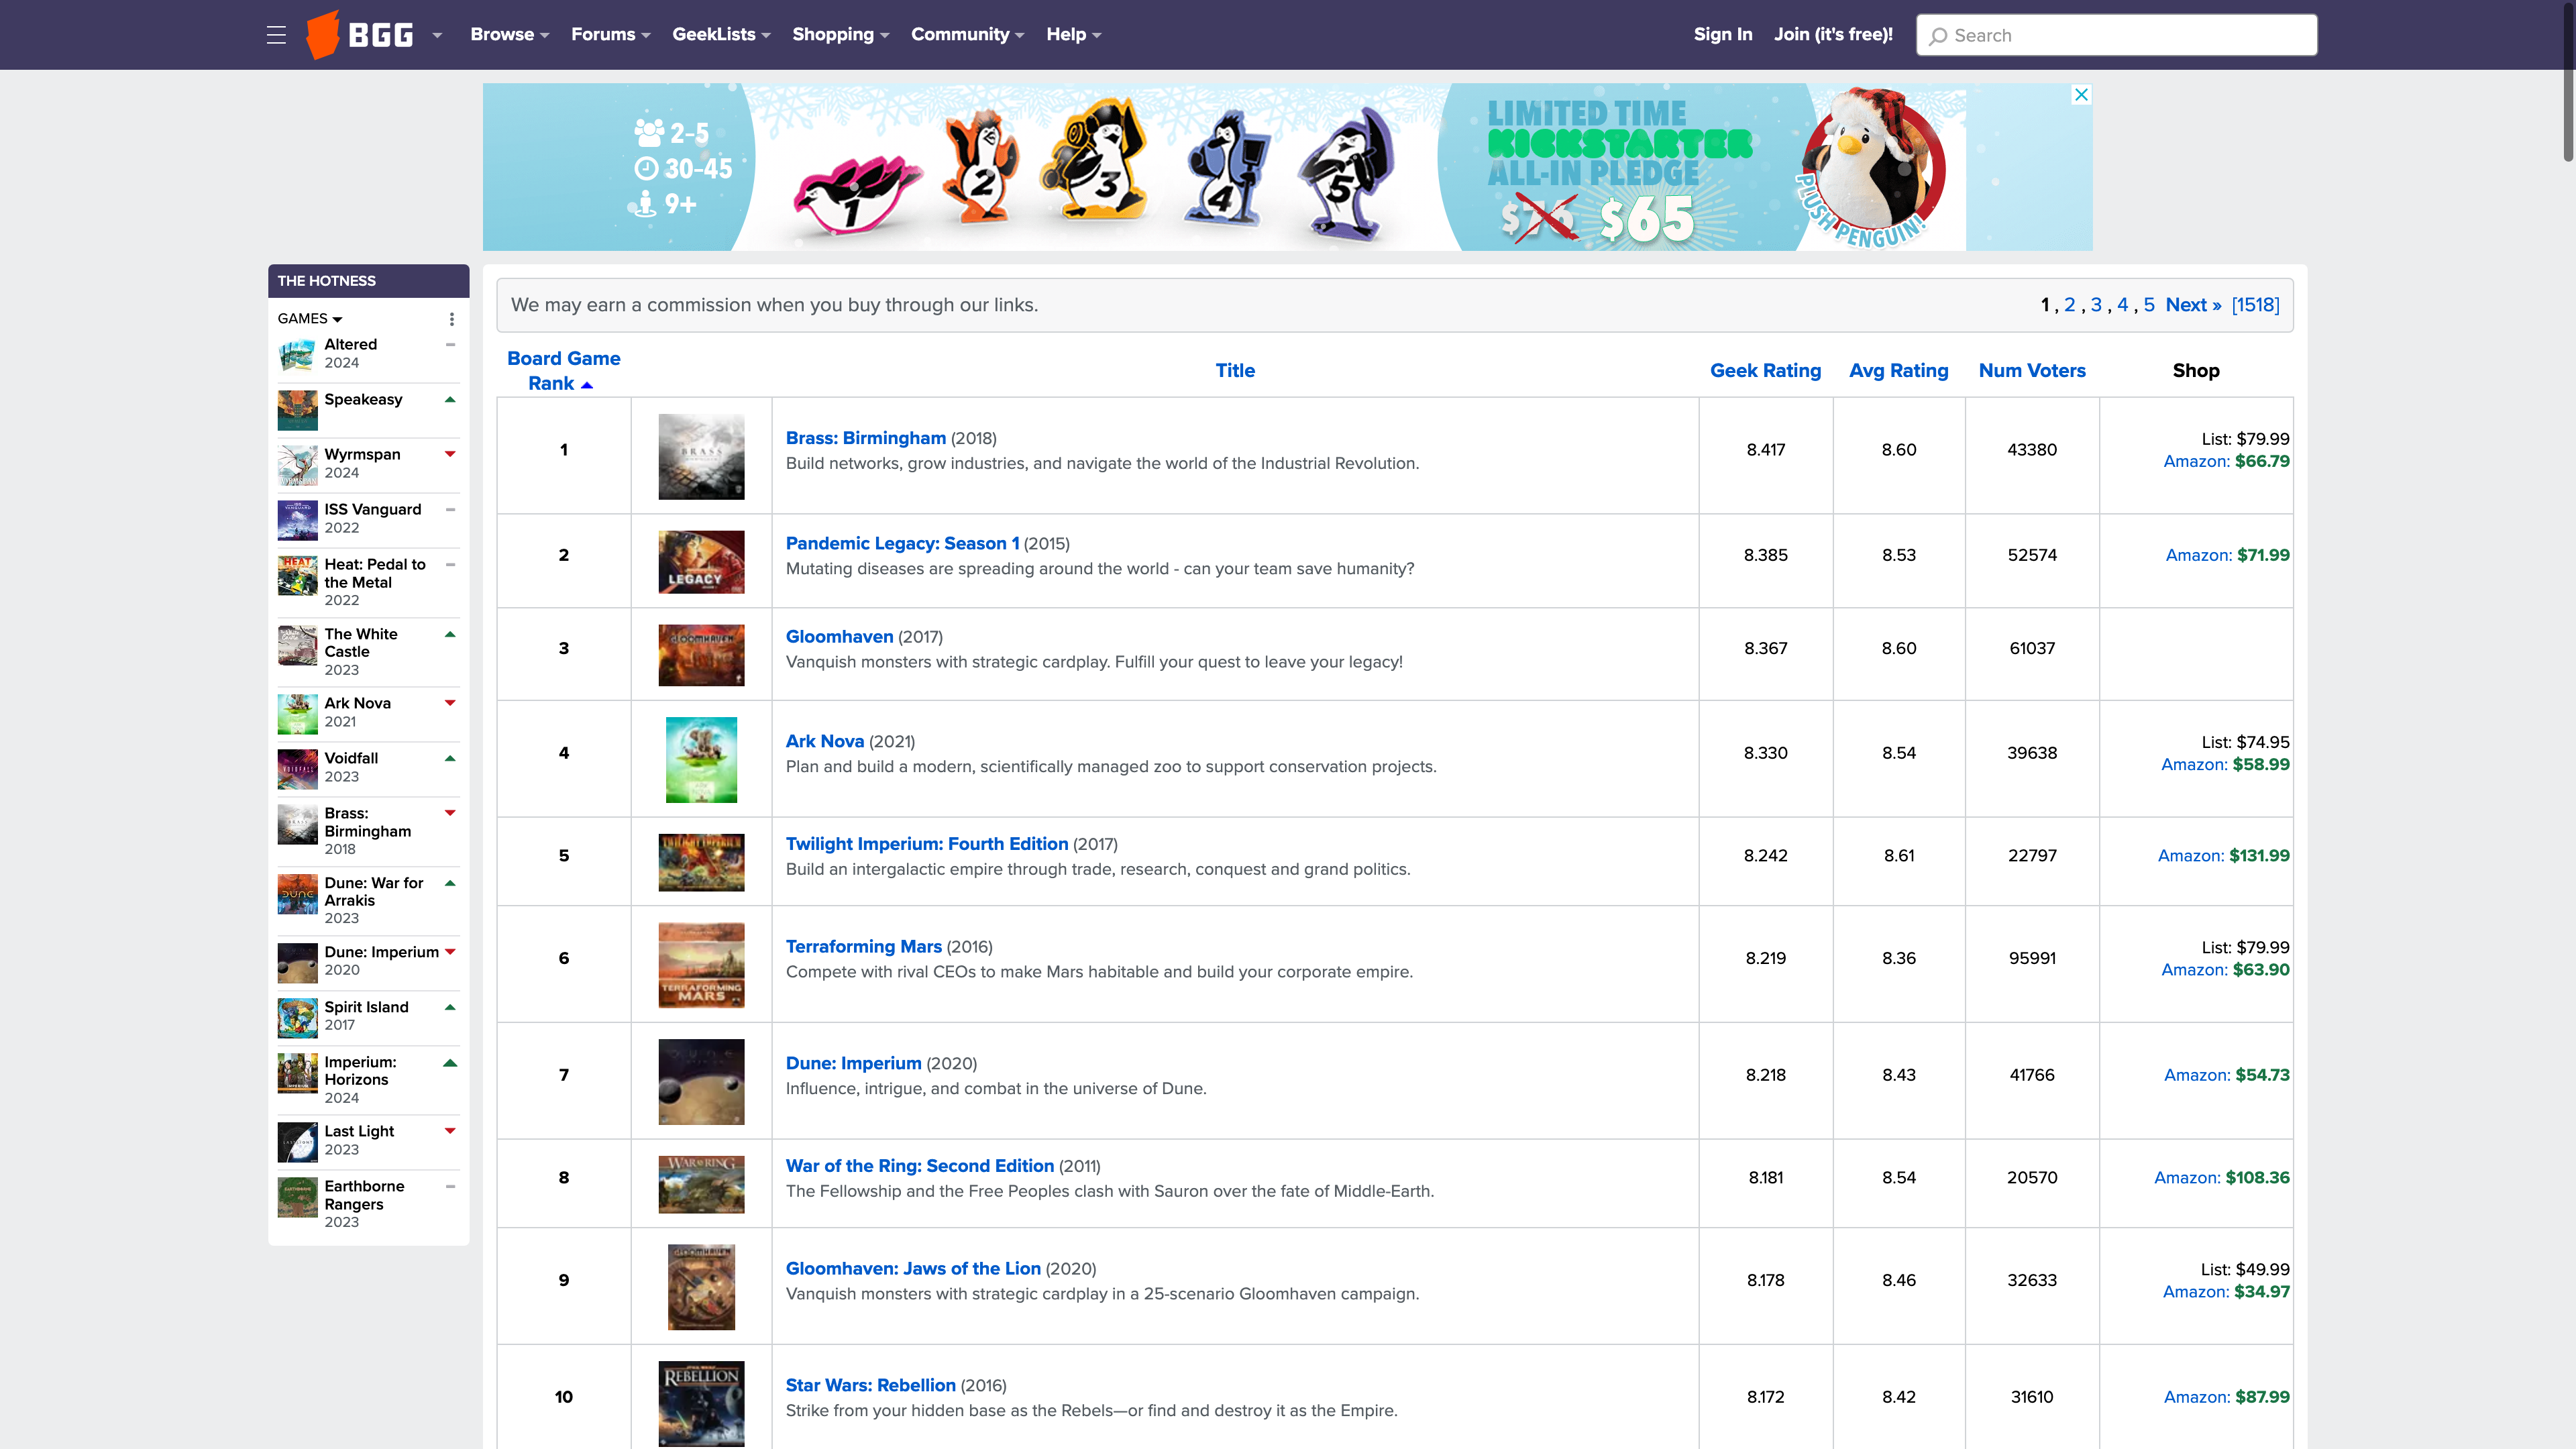 BGG
Browse
Forums
GeekLists
Shopping
Community
Help
Sign In
Join (it's free)!
Search
2-5
30-45
9+
1
2
3
4
5
LIMITED TIME
KICKSTARTER
ALL-IN PLEDGE
$76 $65
PLUSH PENGUIN!
THE HOTNESS
GAMES
Altered
2024
Speakeasy
Wyrmspan
2024
ISS Vanguard
2022
Heat: Pedal to
the Metal
2022
The White
Castle
2023
Ark Nova
2021
Voidfall
2023
Brass:
Birmingham
2018
Dune: War for
Arrakis
2023
Dune: Imperium
2020
Spirit Island
2017
Imperium:
Horizons
2024
Last Light
2023
Earthborne
Rangers
2023
We may earn a commission when you buy through our links.
1 , 2 , 3 , 4 , 5 Next » [1518]
Board Game
Rank
Title
Geek Rating
Avg Rating
Num Voters
Shop
1
BRASS
Brass: Birmingham (2018)
Build networks, grow industries, and navigate the world of the Industrial Revolution.
8.417
8.60
43380
List: $79.99
Amazon: $66.79
2
LEGACY
Pandemic Legacy: Season 1 (2015)
Mutating diseases are spreading around the world - can your team save humanity?
8.385
8.53
52574
Amazon: $71.99
3
GLOOMHAVEN
Gloomhaven (2017)
Vanquish monsters with strategic cardplay. Fulfill your quest to leave your legacy!
8.367
8.60
61037
4
Ark Nova (2021)
Plan and build a modern, scientifically managed zoo to support conservation projects.
8.330
8.54
39638
List: $74.95
Amazon: $58.99
5
TWILIGHT IMPERIUM
Twilight Imperium: Fourth Edition (2017)
Build an intergalactic empire through trade, research, conquest and grand politics.
8.242
8.61
22797
Amazon: $131.99
6
TERRAFORMING
MARS
Terraforming Mars (2016)
Compete with rival CEOs to make Mars habitable and build your corporate empire.
8.219
8.36
95991
List: $79.99
Amazon: $63.90
7
DUNE
Dune: Imperium (2020)
Influence, intrigue, and combat in the universe of Dune.
8.218
8.43
41766
Amazon: $54.73
8
WAR RING
War of the Ring: Second Edition (2011)
The Fellowship and the Free Peoples clash with Sauron over the fate of Middle-Earth.
8.181
8.54
20570
Amazon: $108.36
9
GLOOMHAVEN
Gloomhaven: Jaws of the Lion (2020)
Vanquish monsters with strategic cardplay in a 25-scenario Gloomhaven campaign.
8.178
8.46
32633
List: $49.99
Amazon: $34.97
10
STAR WARS
REBELLION
Star Wars: Rebellion (2016)
Strike from your hidden base as the Rebels—or find and destroy it as the Empire.
8.172
8.42
31610
Amazon: $87.99